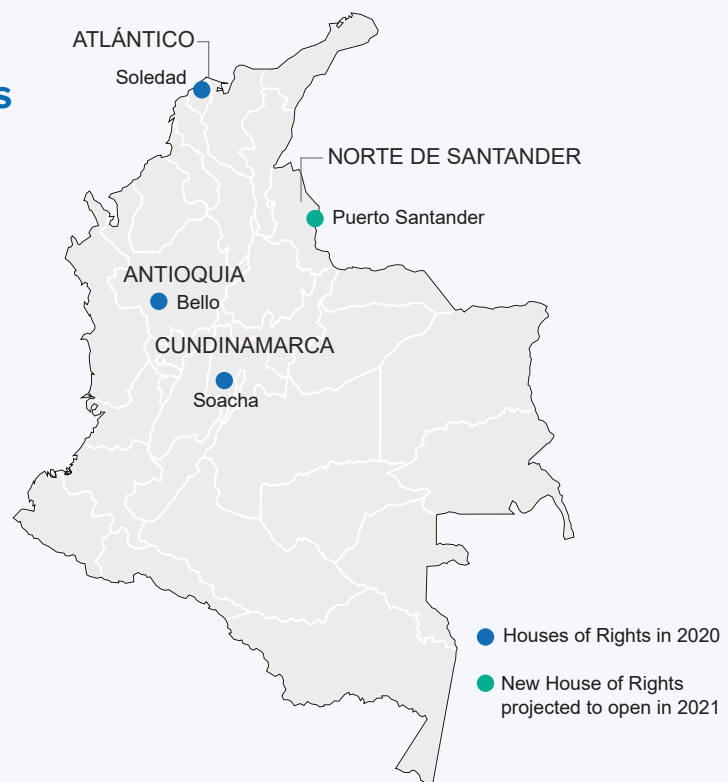 ATLÁNTICO
Soledad
s
NORTE DE SANTANDER
Puerto Santander
ANTIOQUIA
Bello
CUNDINAMARCA
Soacha
Houses of Rights in 2020
New House of Rights
projected to open in 2021